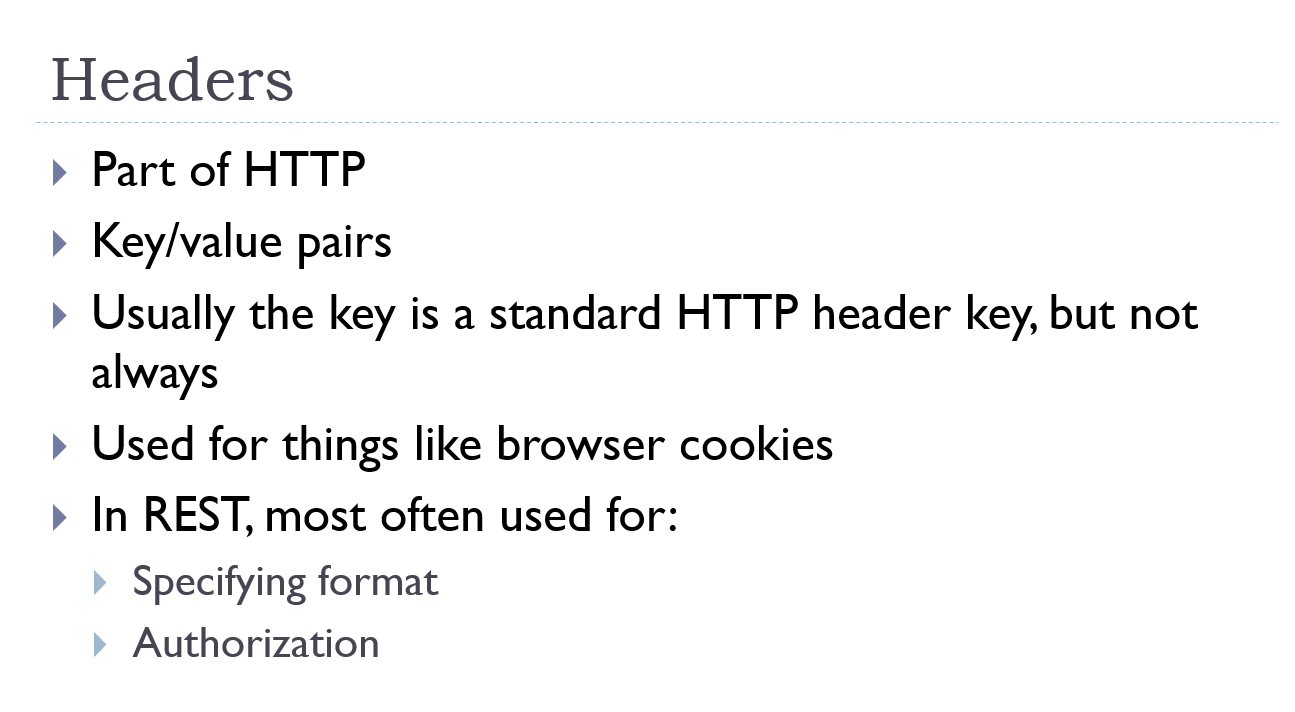 Headers
Part of HTTP
Key/value pairs
Usually the key is a standard HTTP header key, but not
always
Used for things like browser cookies
In REST, most often used for:
Specifying format
Authorization